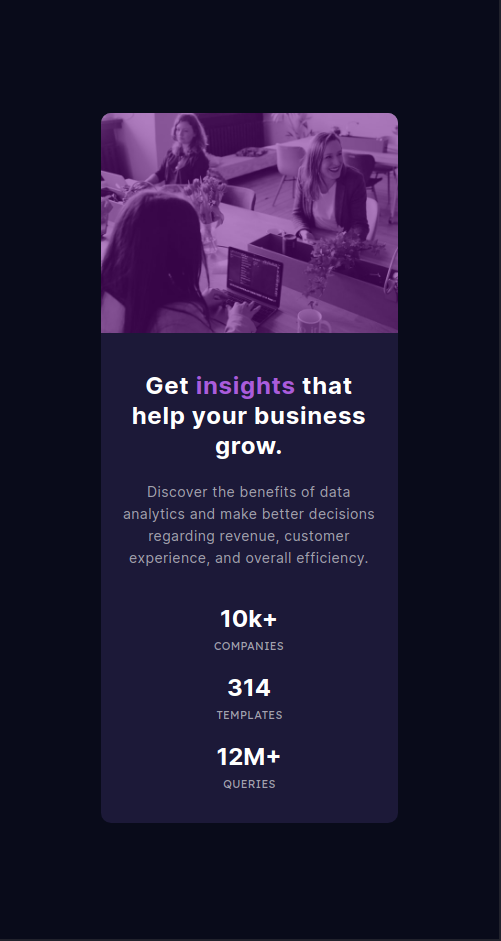 Get insights that
help your business
grow.
Discover the benefits of data
analytics and make better decisions
regarding revenue, customer
experience, and overall efficiency.
10k+
COMPANIES
314
TEMPLATES
12M+
QUERIES